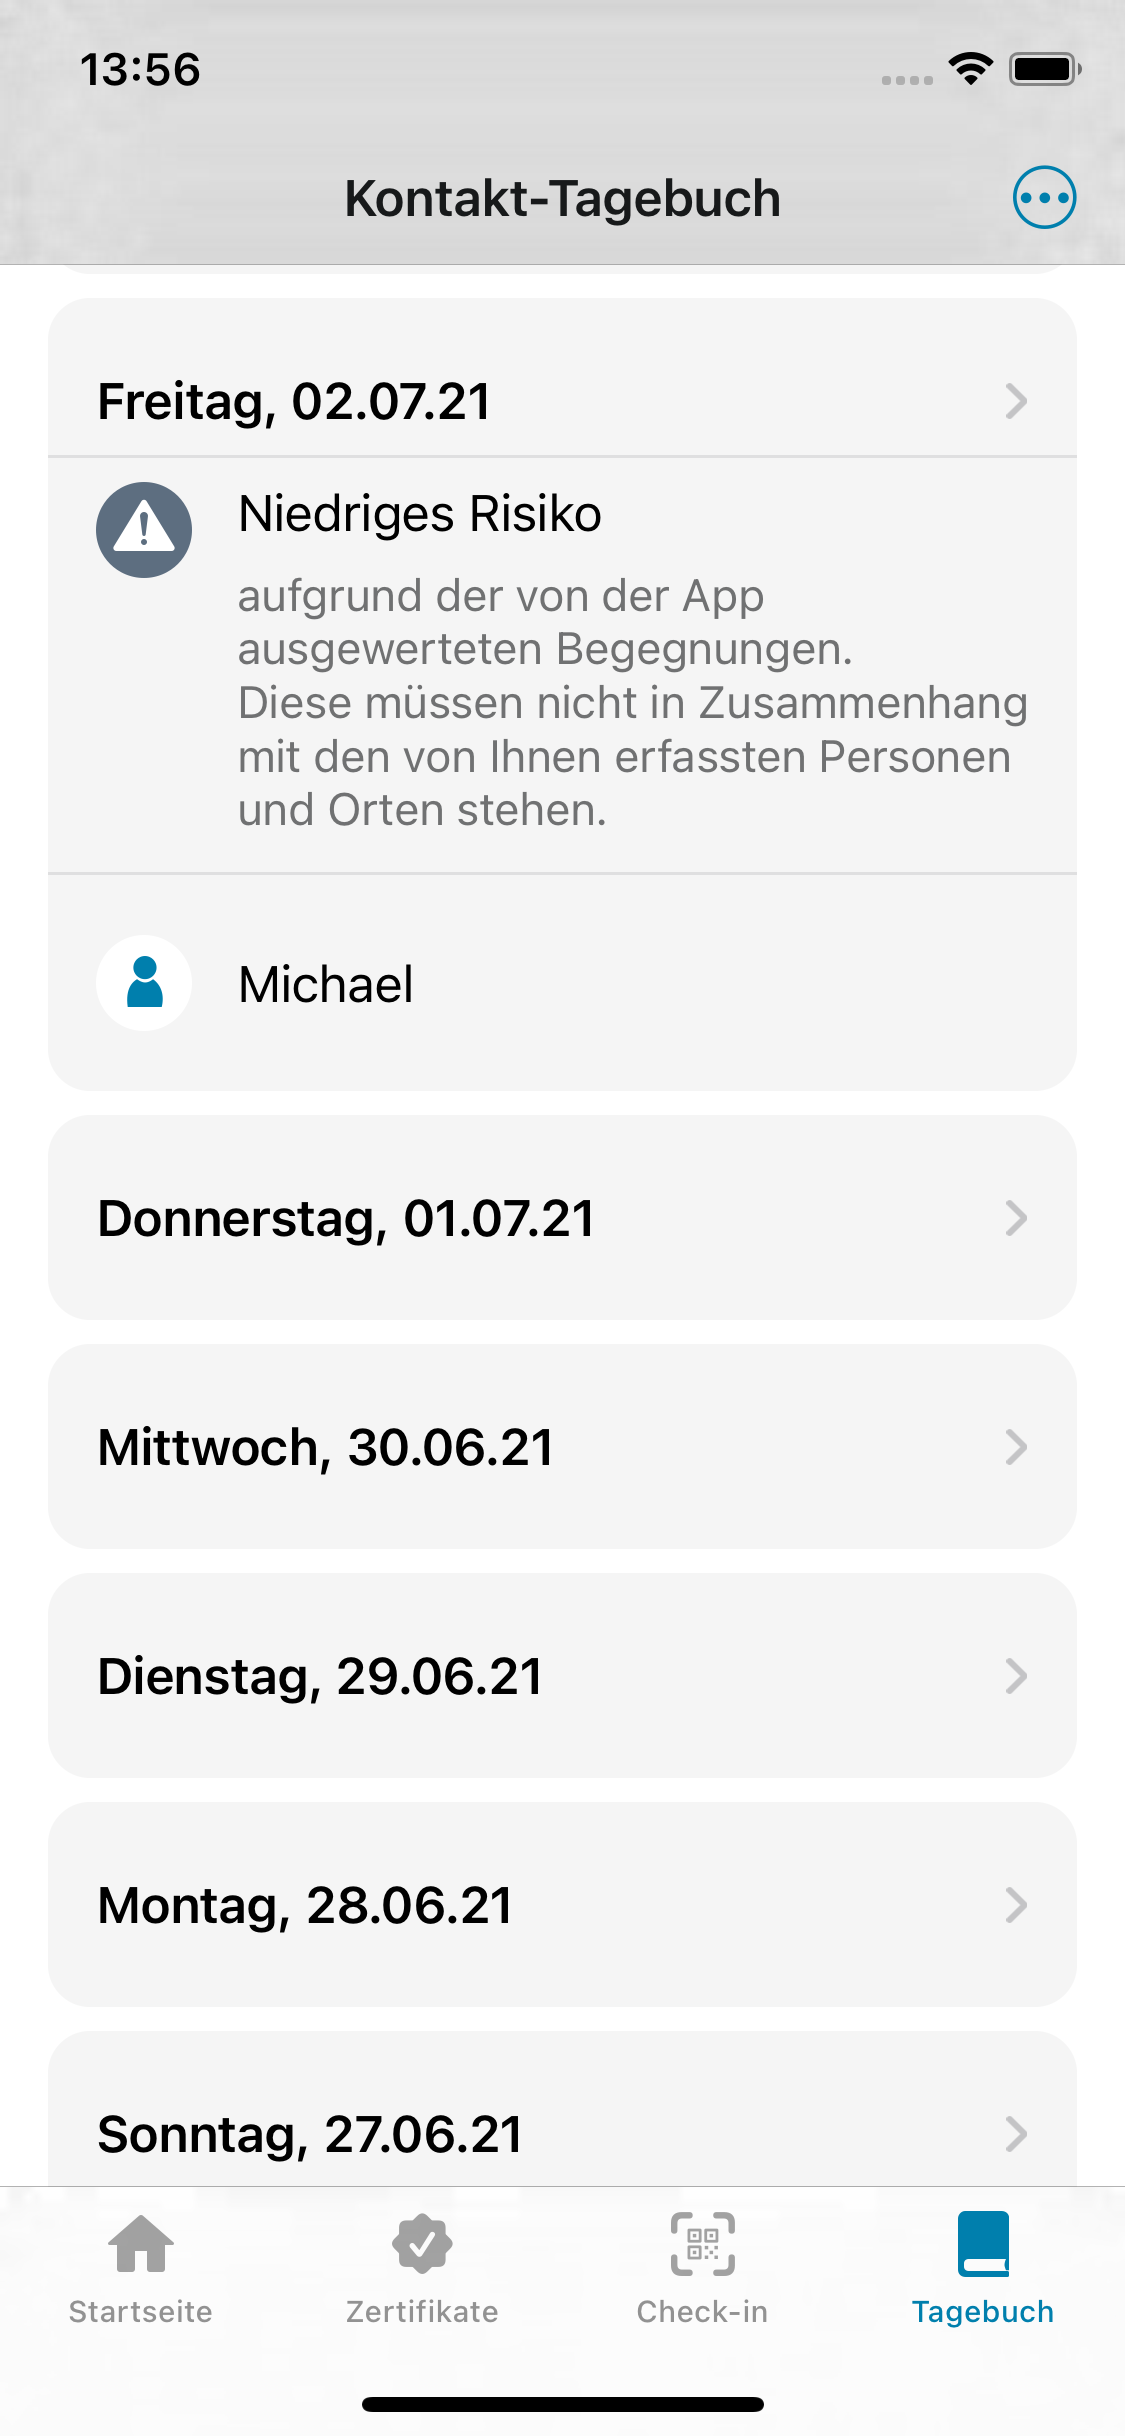 13:56
Kontakt-Tagebuch
Freitag, 02.07.21
Niedriges Risiko
aufgrund der von der App
ausgewerteten Begegnungen.
Diese müssen nicht in Zusammenhang
mit den von Ihnen erfassten Personen
und Orten stehen.
Michael
Donnerstag, 01.07.21
Mittwoch, 30.06.21
Dienstag, 29.06.21
Montag, 28.06.21
Sonntag, 27.06.21
Startseite
Zertifikate
Check-in
Tagebuch